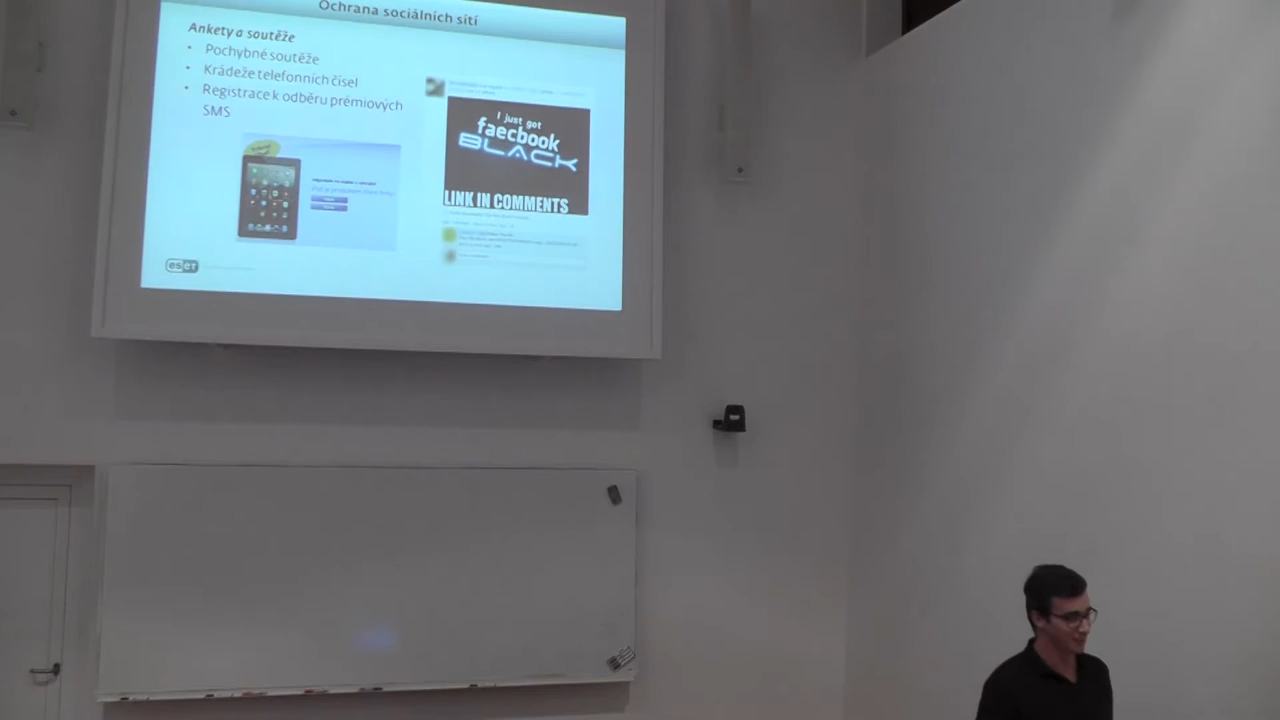 Ochrana sociálních sítí
Ankety a soutěže
• Pochybné soutěže
• Krádeže telefonních čísel
• Registrace k odběru prémiových
SMS
I just got
faecbook
BLACK
LINK IN COMMENTS
eset